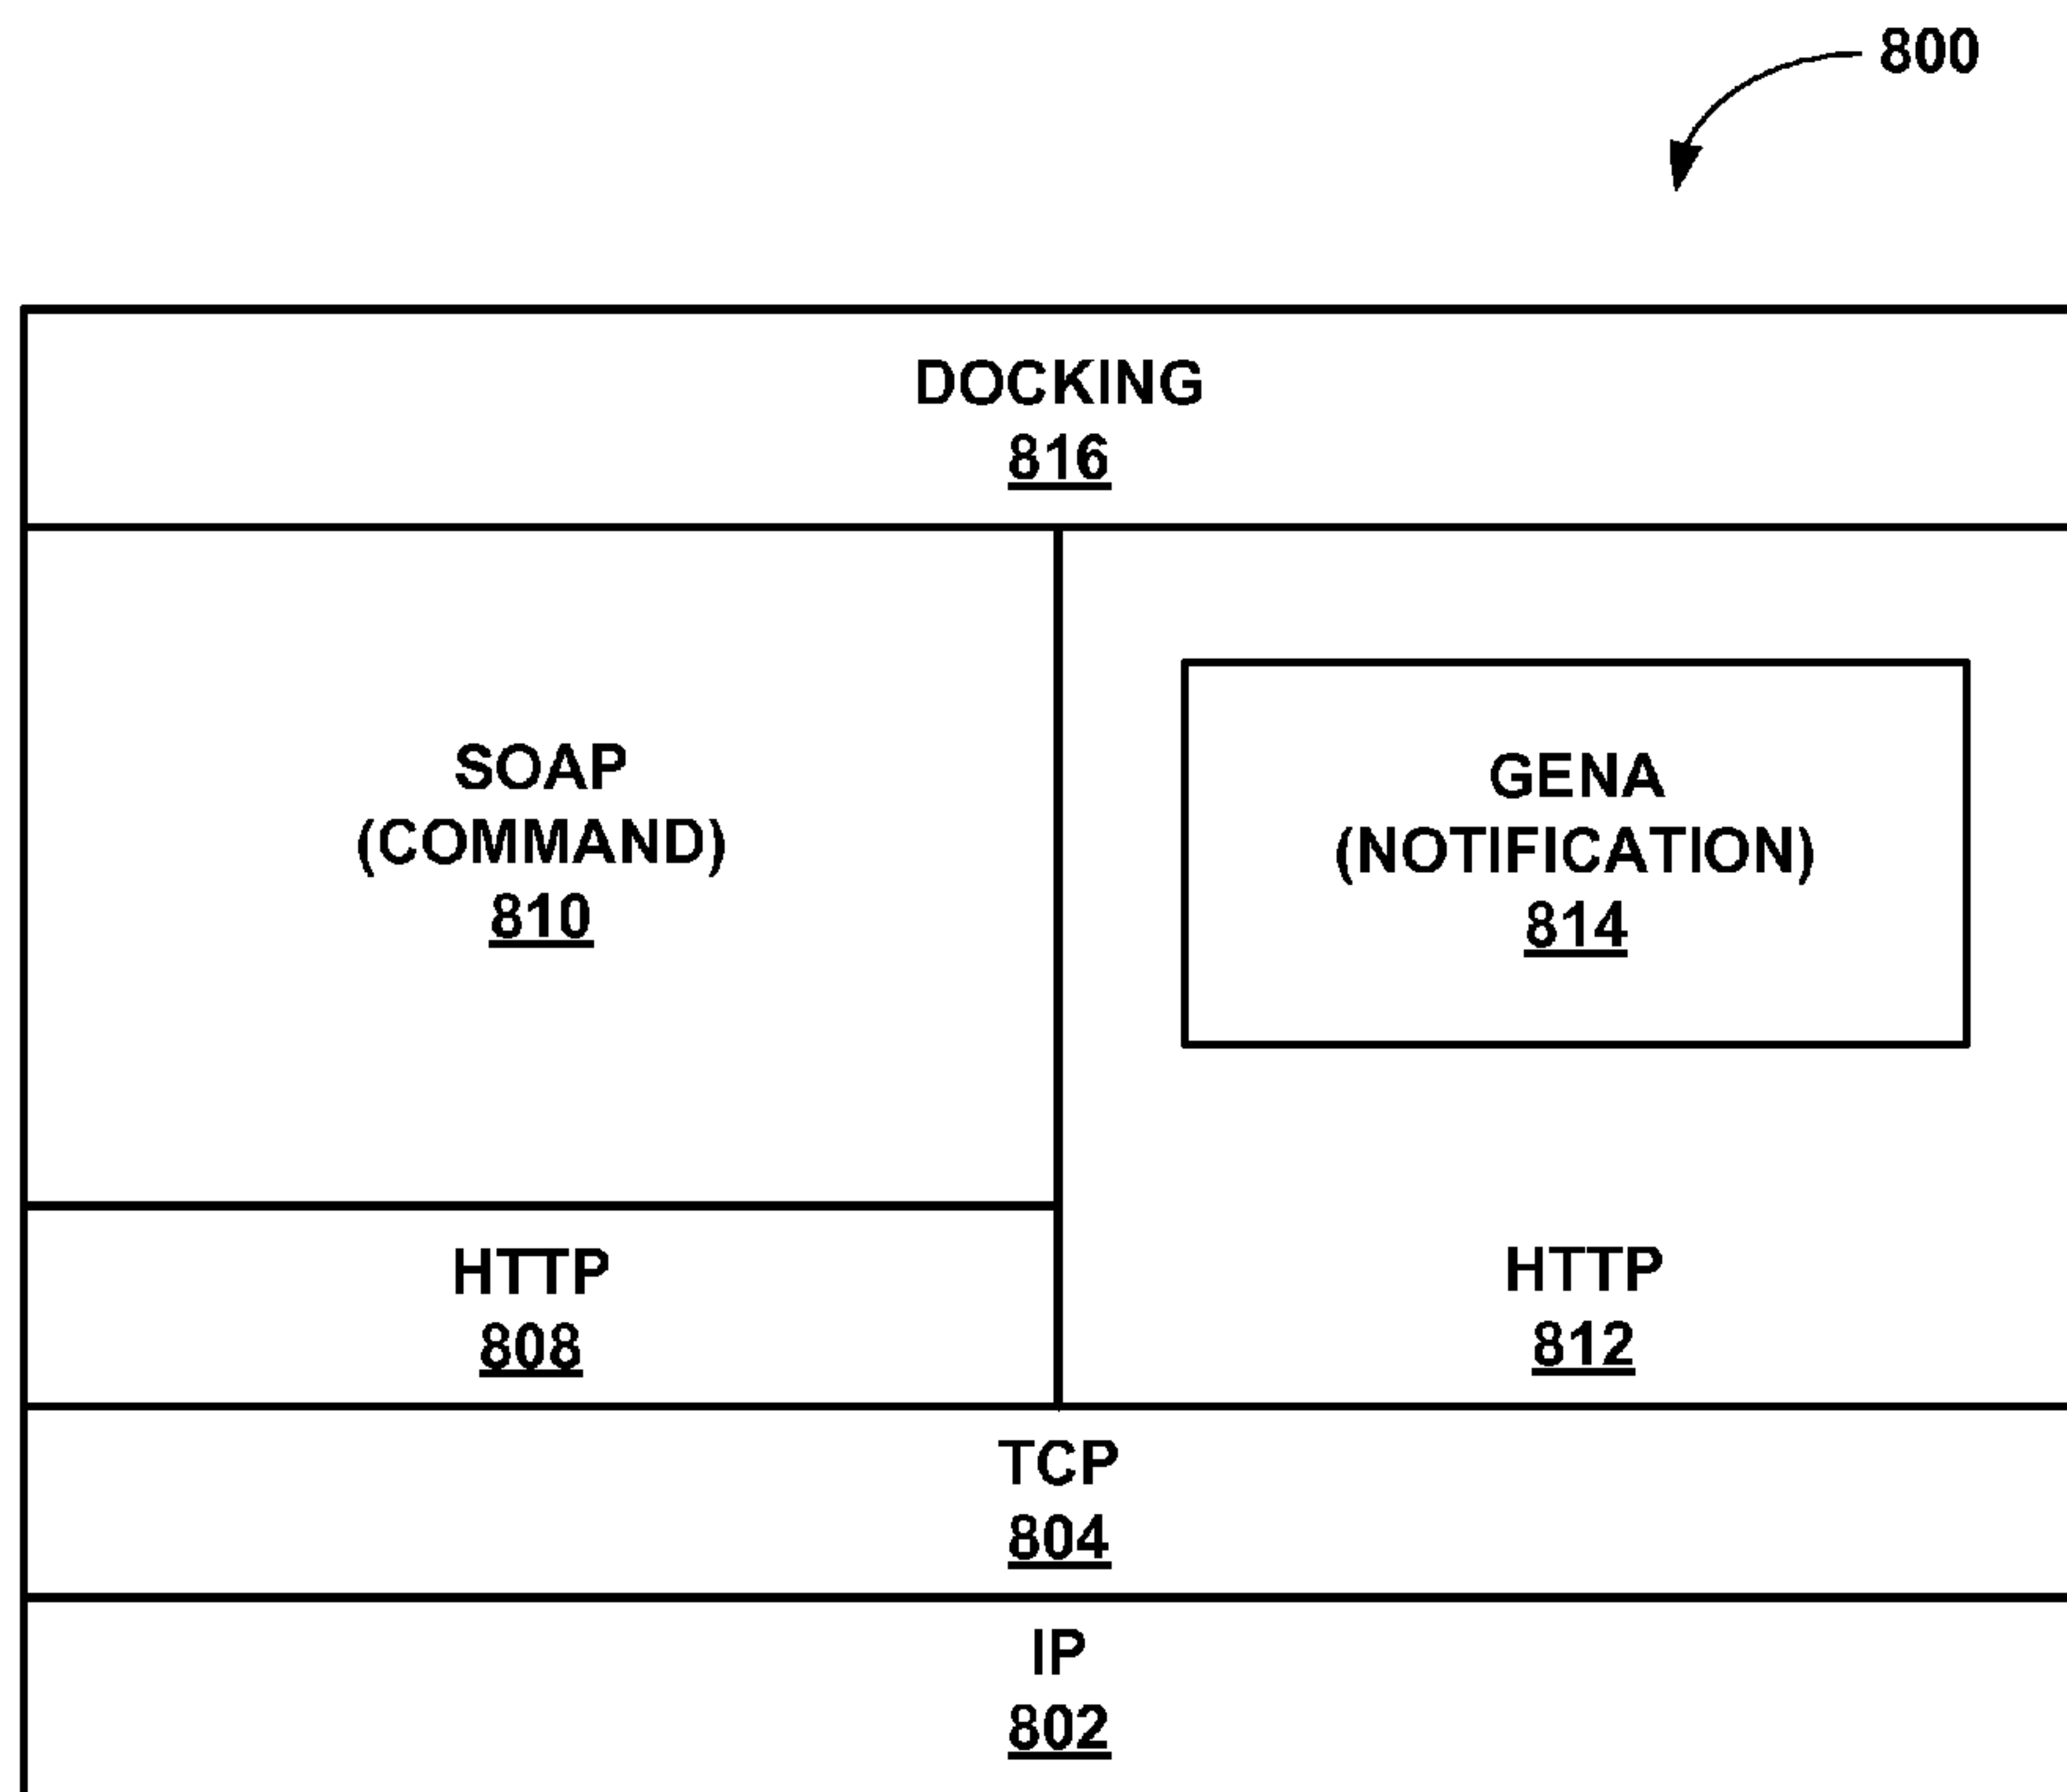 800
DOCKING
816
SOAP
(COMMAND)
810
GENA
(NOTIFICATION)
814
HTTP
808
HTTP
812
TCP
804
IP
802